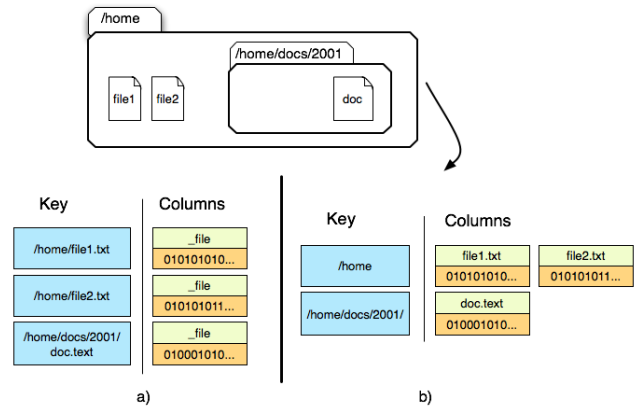 /home
/home/docs/2001
file1
file2
doc
Key
Columns
/home/file1.txt
_file
010101010...
/home/file2.txt
_file
010101011...
/home/docs/2001/
doc.text
_file
010001010...
a)
Key
Columns
/home
file1.txt
010101010...
file2.txt
010101011...
/home/docs/2001/
doc.text
010001010...
b)